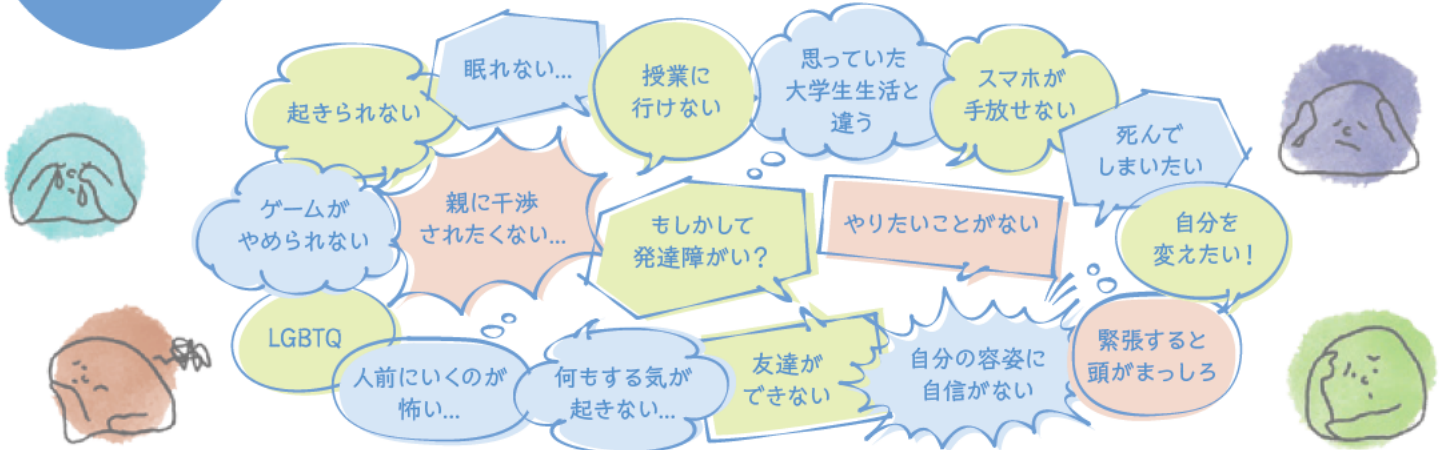 起きられない
眠れない...
授業に
行けない
思っていた
大学生生活と
違う
スマホが
手放せない
死んで
しまいたい
ゲームが
やめられない
親に干渉
されたくない...
もしかして
発達障がい？
やりたいことがない
自分を
変えたい！
LGBTQ
人前にいくのが
怖い...
何もする気が
起きない...
友達が
できない
自分の容姿に
自信がない
緊張すると
頭がまっしろ